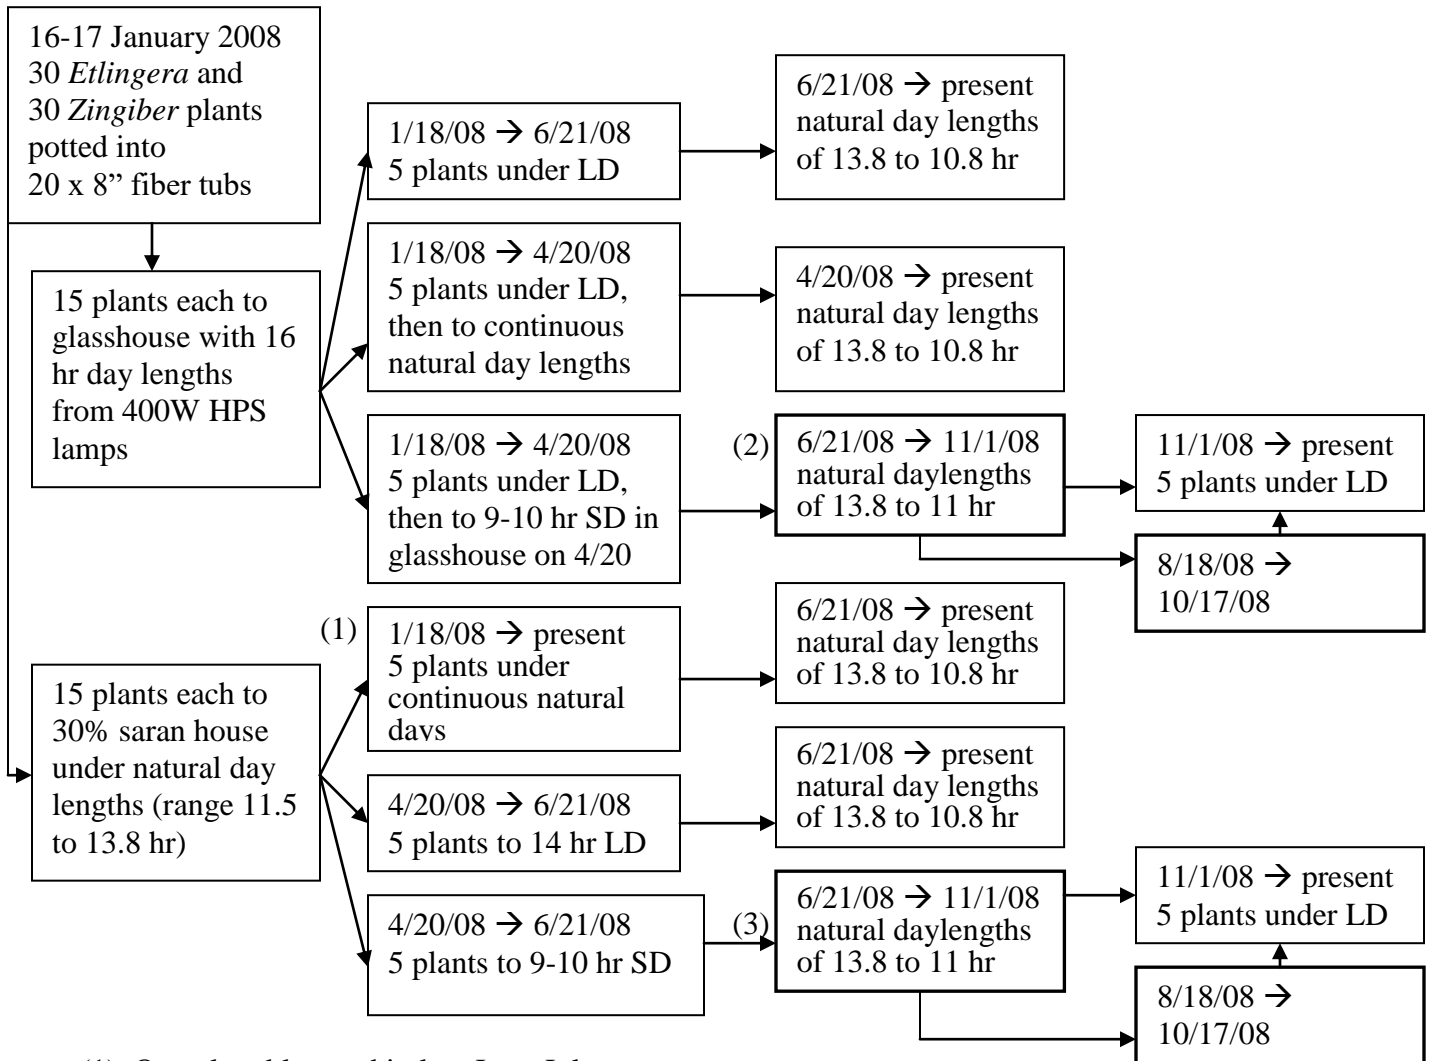 16-17 January 2008
30 Etlingera and
30 Zingiber plants
potted into
20 x 8” fiber tubs
15 plants each to
glasshouse with 16
hr day lengths
from 400W HPS
lamps
1/18/08 → 6/21/08
5 plants under LD
6/21/08 → present
natural day lengths
of 13.8 to 10.8 hr
1/18/08 → 4/20/08
5 plants under LD,
then to continuous
natural day lengths
4/20/08 → present
natural day lengths
of 13.8 to 10.8 hr
1/18/08 → 4/20/08
5 plants under LD,
then to 9-10 hr SD in
glasshouse on 4/20
(2)
6/21/08 → 11/1/08
natural daylengths
of 13.8 to 11 hr
11/1/08 → present
5 plants under LD
8/18/08 →
10/17/08
15 plants each to
30% saran house
under natural day
lengths (range 11.5
to 13.8 hr)
(1)
1/18/08 → present
5 plants under
continuous natural
days
6/21/08 → present
natural day lengths
of 13.8 to 10.8 hr
4/20/08 → 6/21/08
5 plants to 14 hr LD
6/21/08 → present
natural day lengths
of 13.8 to 10.8 hr
4/20/08 → 6/21/08
5 plants to 9-10 hr SD
(3)
6/21/08 → 11/1/08
natural daylengths
of 13.8 to 11 hr
11/1/08 → present
5 plants under LD
8/18/08 →
10/17/08